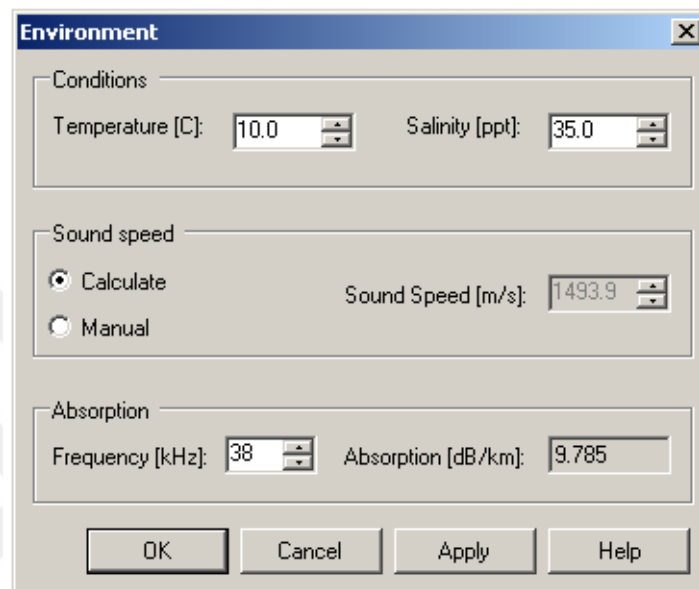 Environment
Conditions
Temperature [C]: 10.0 Salinity [ppt]: 35.0
Sound speed
Calculate
Sound Speed [m/s]: 1493.9
Manual
Absorption
Frequency [kHz]: 38 Absorption [dB/km]: 9.785
OK Cancel Apply Help